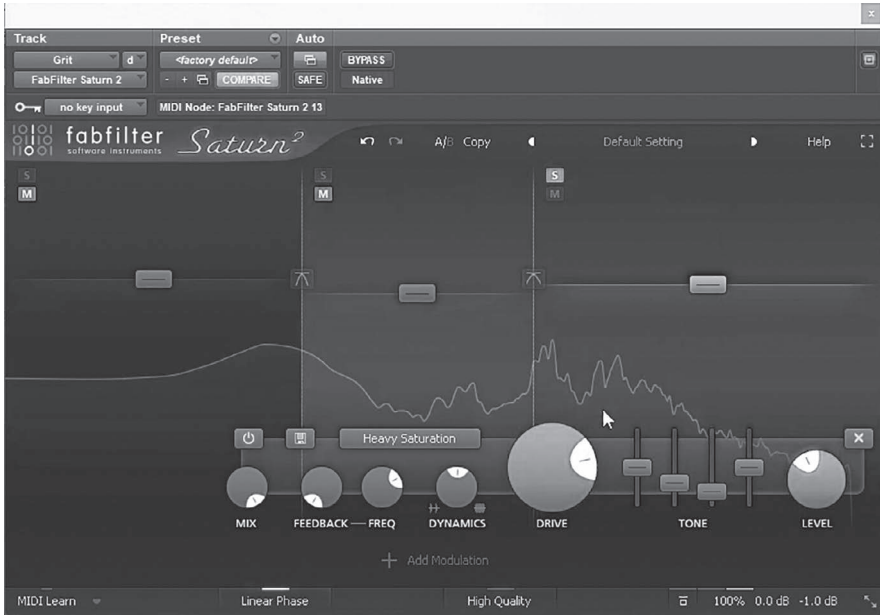 x
Track Preset Auto
Grit d <factory default> BYPASS
FabFilter Saturn 2 - + COMPARE SAFE Native
no key input MIDI Node: FabFilter Saturn 2 13
fabfilter Saturn 2 A/B Copy Default Setting Help
software instruments
S S S
M M M
Heavy Saturation
MIX FEEDBACK FREQ DYNAMICS DRIVE TONE LEVEL
+ Add Modulation
MIDI Learn Linear Phase High Quality 100% 0.0 dB -1.0 dB